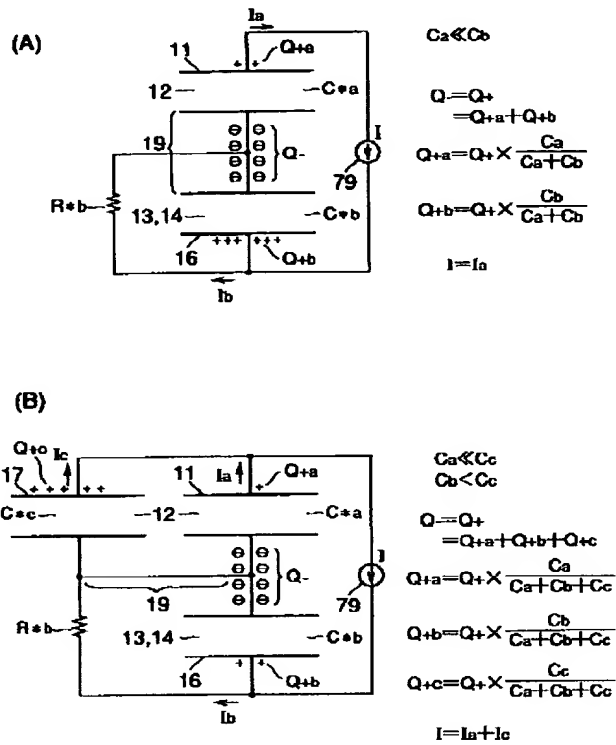 (A)
Ia
Q+a
11
12
C*a
19
Q-
I
79
R*b
13,14
C*b
16
Q+b
Ib
Ca≪Cb
Q-=Q+
=Q+a+Q+b
Q+a=Q+×Ca/Ca+Cb
Q+b=Q+×Cb/Ca+Cb
I=Ia
(B)
Q+c
Ic
17
11
Ia
Q+a
C*c
12
C*a
Q-
I
79
19
R*b
13,14
C*b
16
Q+b
Ib
Ca≪Cc
Cb<Cc
Q-=Q+
=Q+a+Q+b+Q+c
Q+a=Q+×Ca/Ca+Cb+Cc
Q+b=Q+×Cb/Ca+Cb+Cc
Q+c=Q+×Cc/Ca+Cb+Cc
I=Ia+Ic